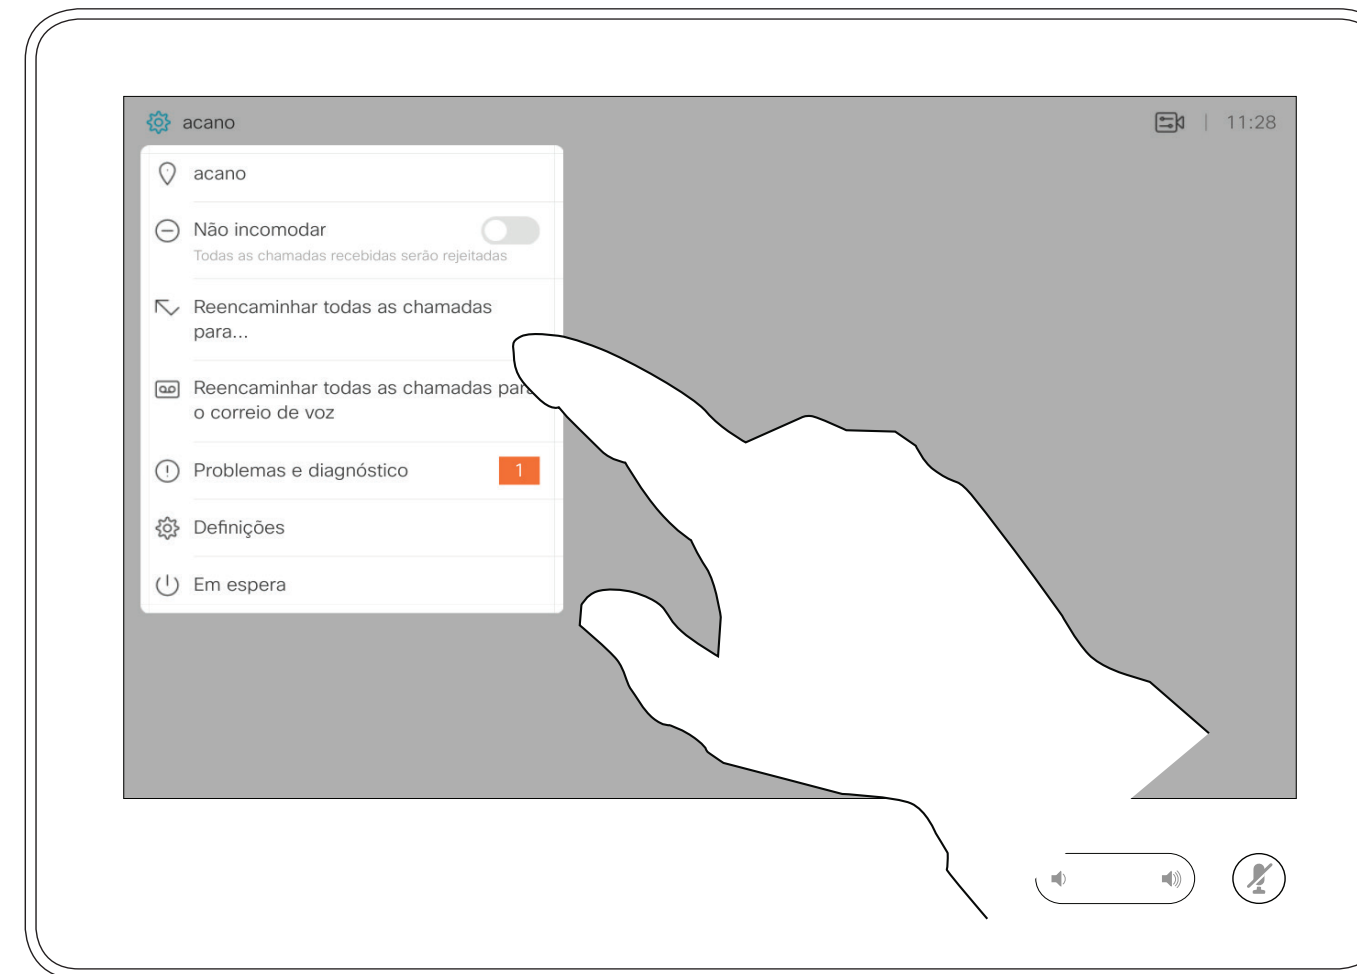 acano
11:28
acano
Não incomodar
Todas as chamadas recebidas serão rejeitadas
Reencaminhar todas as chamadas
para...
Reencaminhar todas as chamadas para
o correio de voz
Problemas e diagnóstico
1
Definições
Em espera